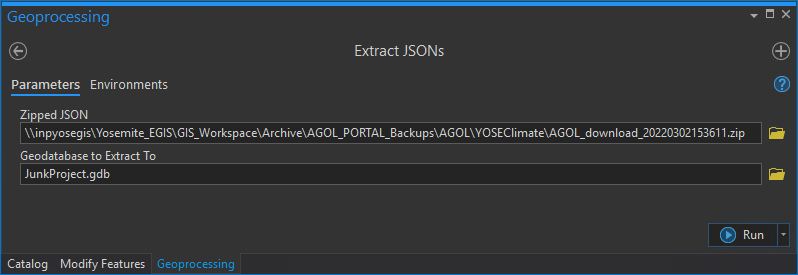 Geoprocessing
Extract JSONs
Parameters Environments
Zipped JSON
\\inpyosegis\Yosemite_EGIS\GIS_Workspace\Archive\AGOL_PORTAL_Backups\AGOL\YOSEClimate\AGOL_download_20220302153611.zip
Geodatabase to Extract To
JunkProject.gdb
Run
Catalog Modify Features Geoprocessing